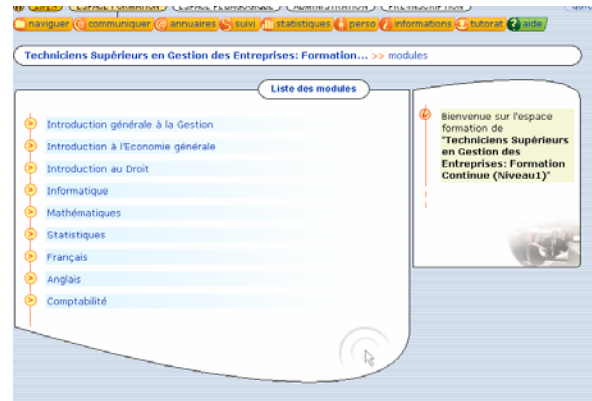 ESPACE FORMATION ESPACE PEDAGOGIQUE ADMINISTRATION PRE-INSCRIPTION
naviguer communiquer annuaires suivi statistiques perso informations tutorat aide
Techniciens Supérieurs en Gestion des Entreprises: Formation... >> modules
Liste des modules
Introduction générale à la Gestion
Introduction à l'Economie générale
Introduction au Droit
Informatique
Mathématiques
Statistiques
Français
Anglais
Comptabilité
Bienvenue sur l'espace
formation de
"Techniciens Supérieurs
en Gestion des
Entreprises: Formation
Continue (Niveau1)"